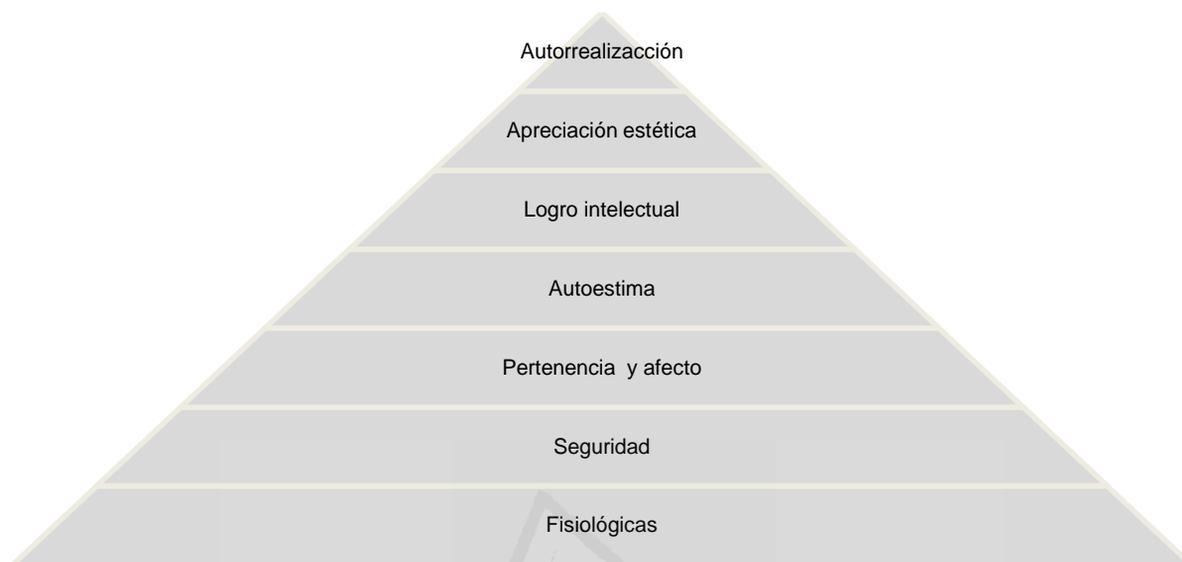 Autorrealizacción
Apreciación estética
Logro intelectual
Autoestima
Pertenencia  y afecto
Seguridad
Fisiológicas